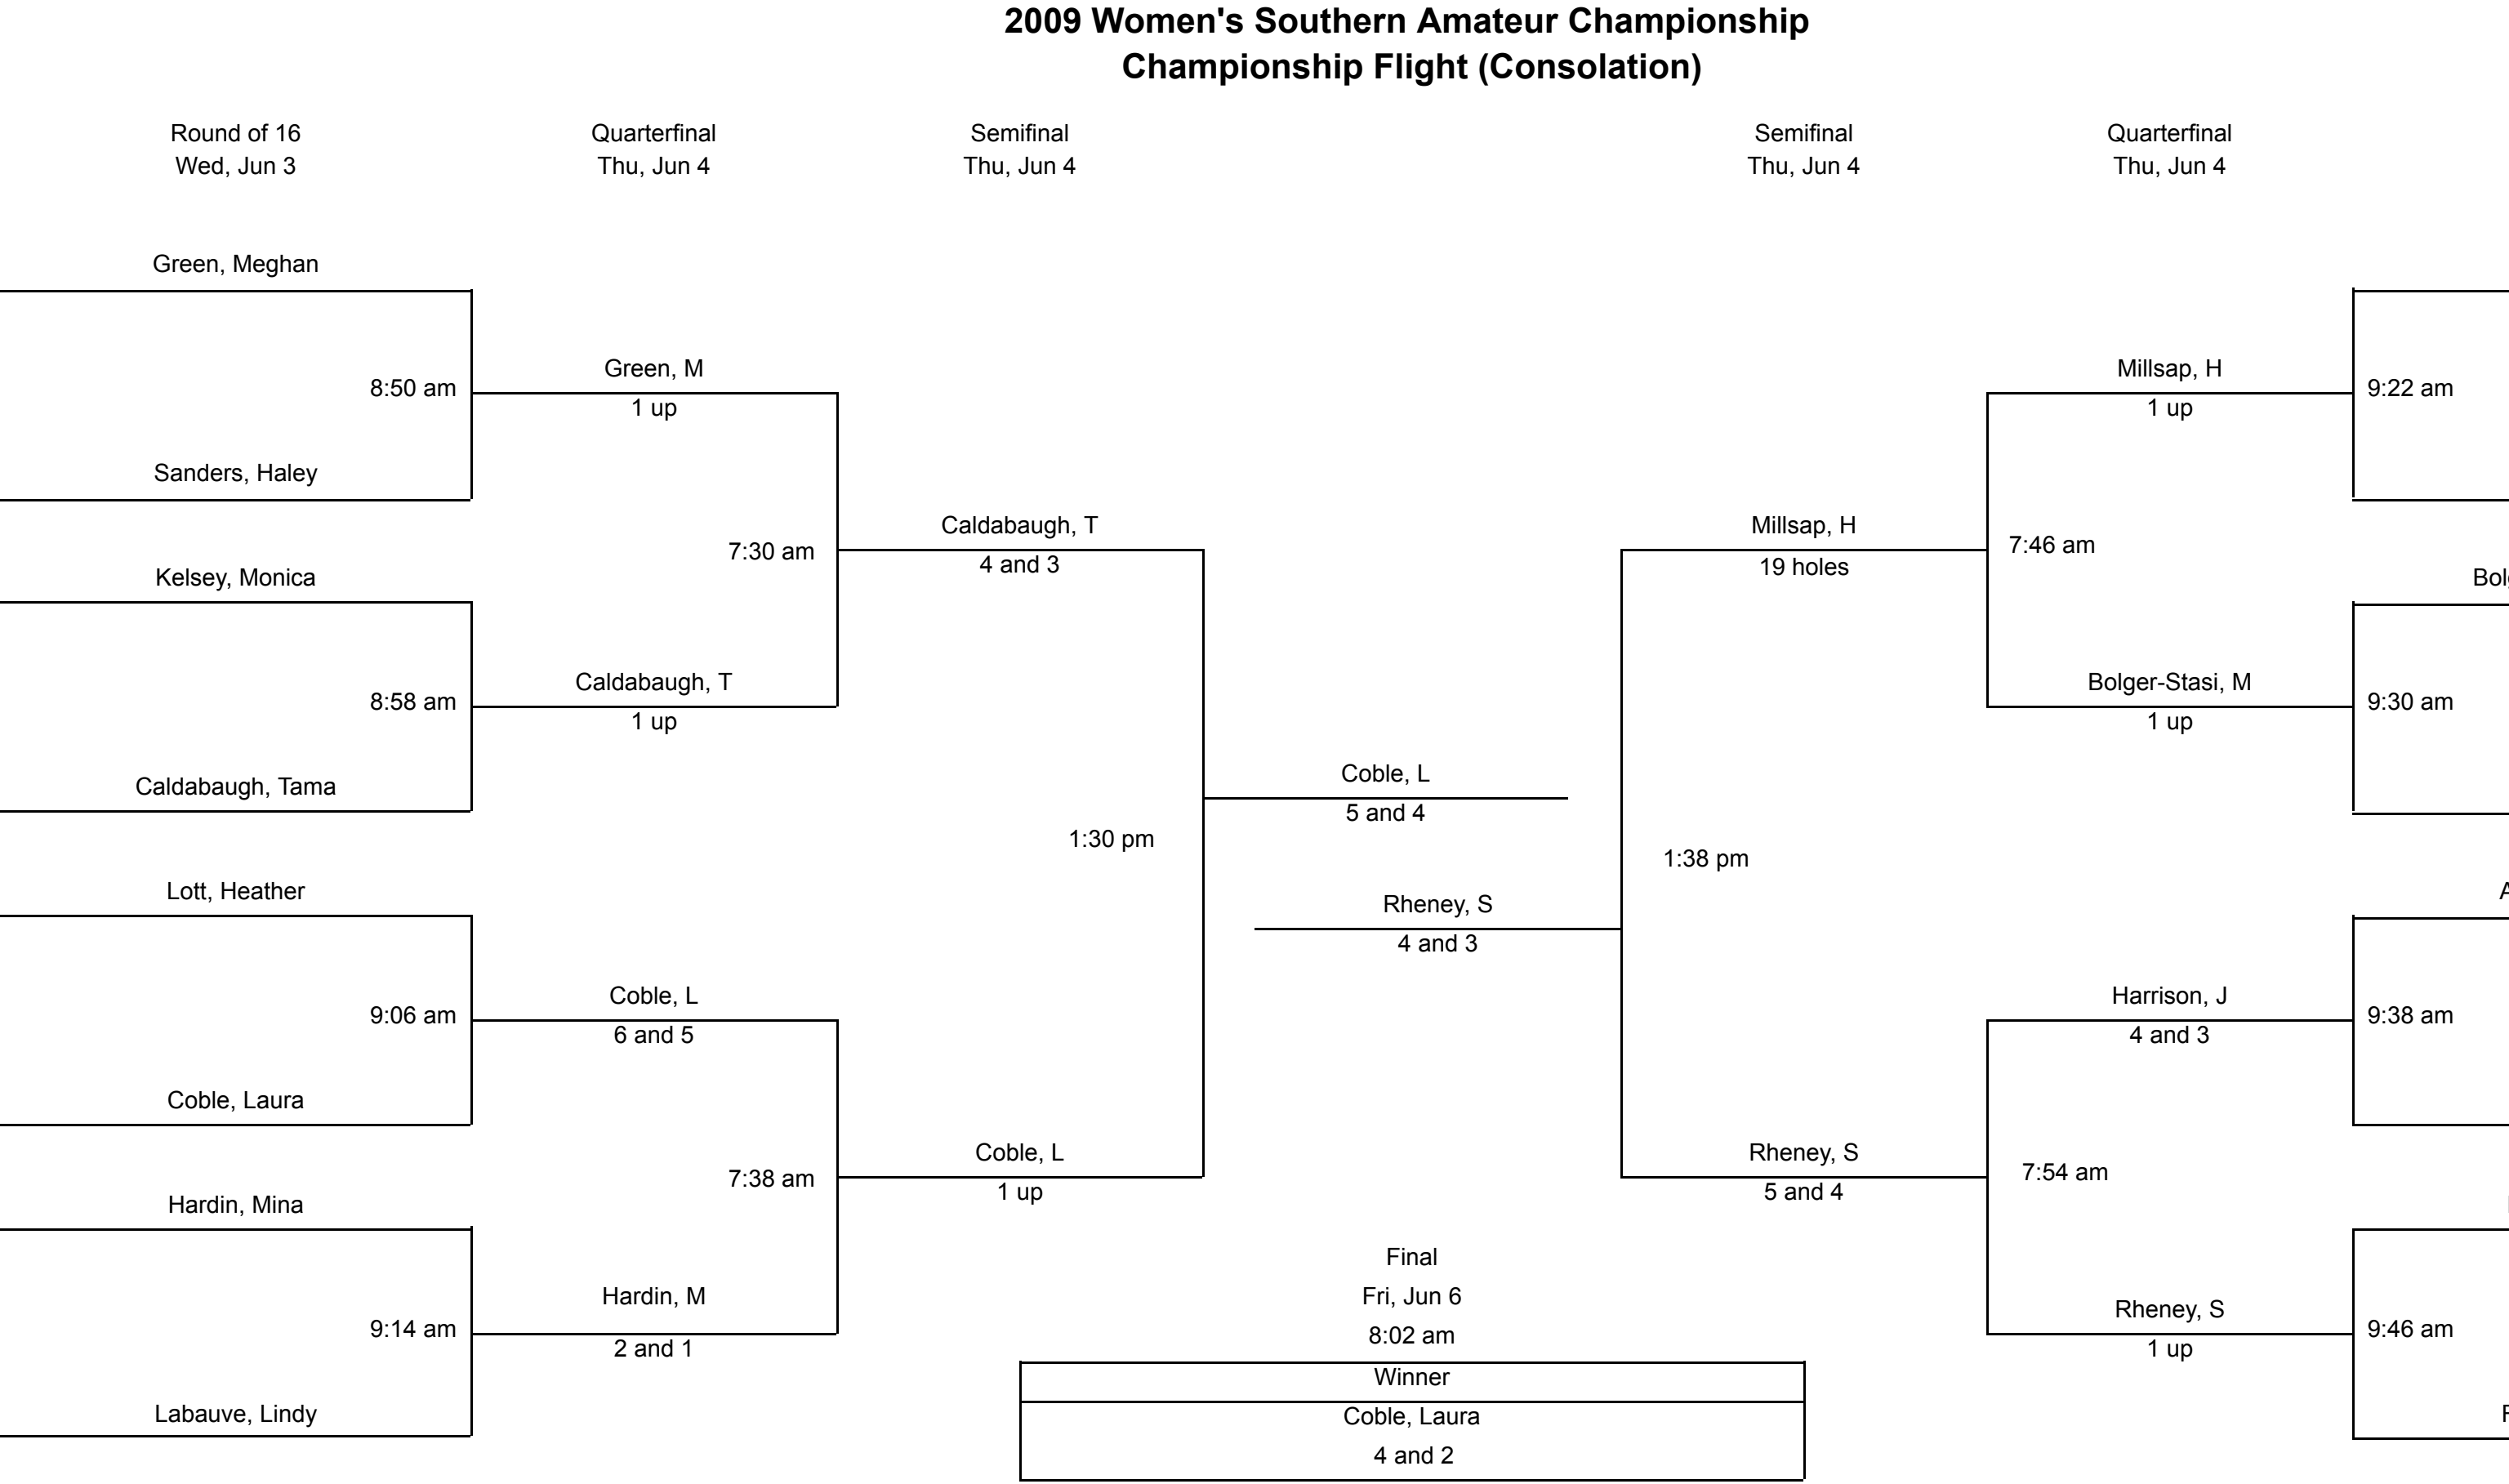 2009 Women's Southern Amateur Championship
Championship Flight (Consolation)
Round of 16
Wed, Jun 3
Quarterfinal
Thu, Jun 4
Semifinal
Thu, Jun 4
Semifinal
Thu, Jun 4
Quarterfinal
Thu, Jun 4
Green, Meghan
8:50 am
Sanders, Haley
Kelsey, Monica
8:58 am
Caldabaugh, Tama
Lott, Heather
9:06 am
Coble, Laura
Hardin, Mina
9:14 am
Labauve, Lindy
Green, M
1 up
7:30 am
Caldabaugh, T
1 up
Coble, L
6 and 5
7:38 am
Hardin, M
2 and 1
Caldabaugh, T
4 and 3
1:30 pm
Coble, L
1 up
Coble, L
5 and 4
Rheney, S
4 and 3
Final
Fri, Jun 6
8:02 am
Winner
Coble, Laura
4 and 2
Millsap, H
19 holes
1:38 pm
Rheney, S
5 and 4
Millsap, H
1 up
7:46 am
Bolger-Stasi, M
1 up
Harrison, J
4 and 3
7:54 am
Rheney, S
1 up
9:22 am
9:30 am
9:38 am
9:46 am